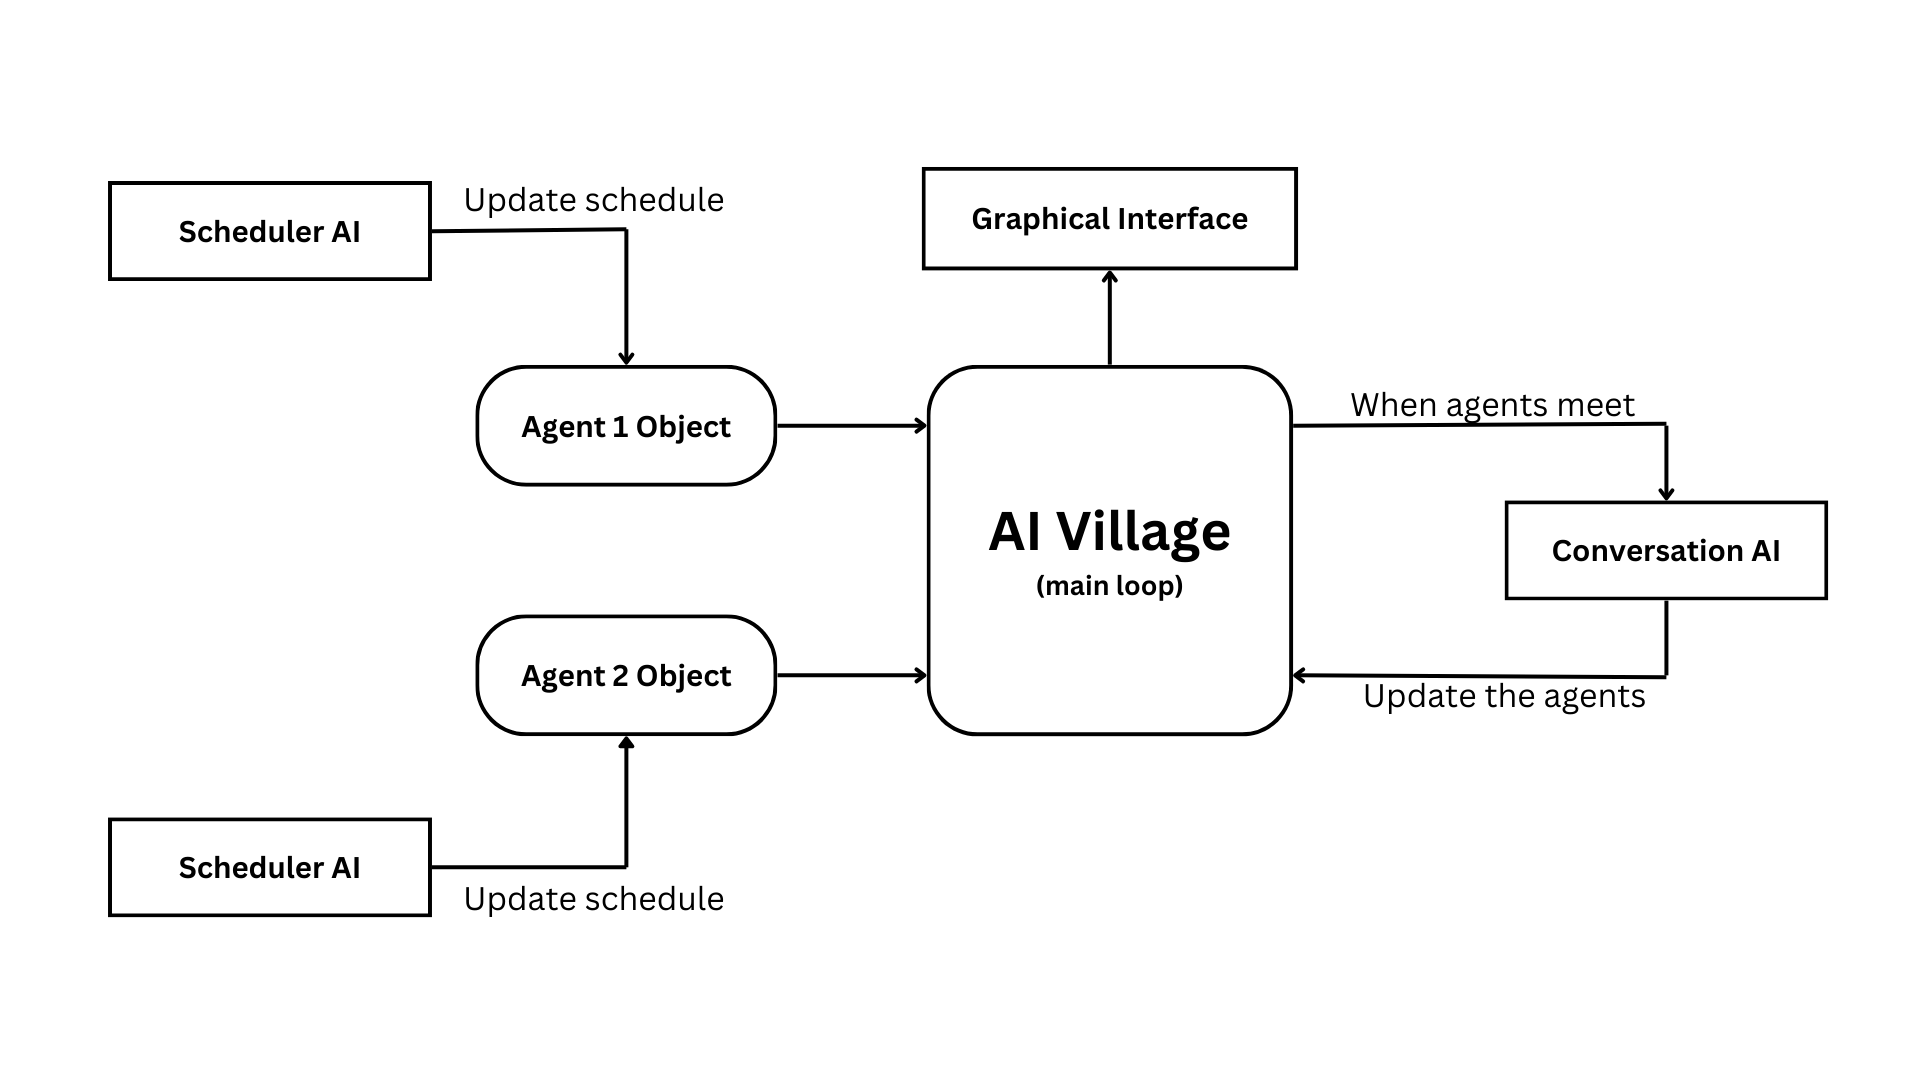 Scheduler AI
Update schedule
Graphical Interface
Agent 1 Object
When agents meet
AI Village
(main loop)
Conversation AI
Agent 2 Object
Update the agents
Scheduler AI
Update schedule